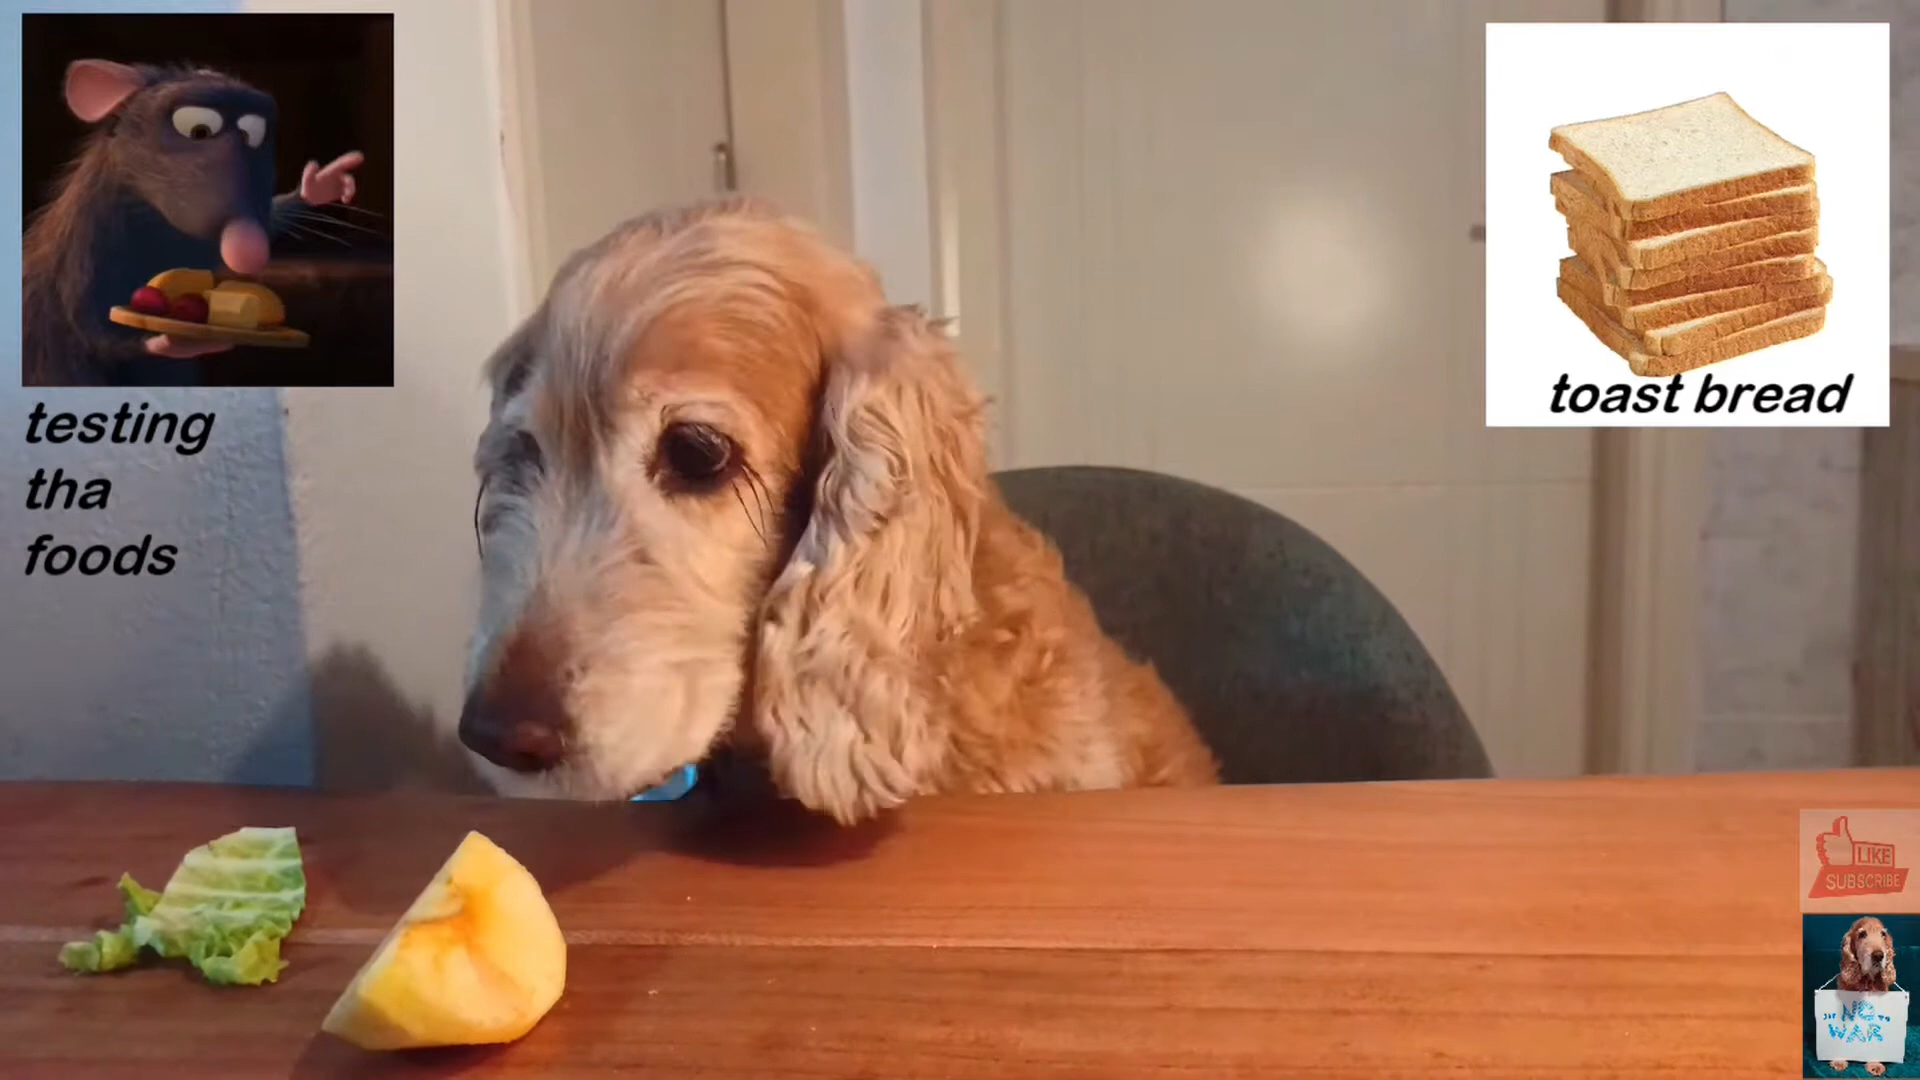 testing
tha
foods
toast bread
LIKE
SUBSCRIBE
NO
WAR